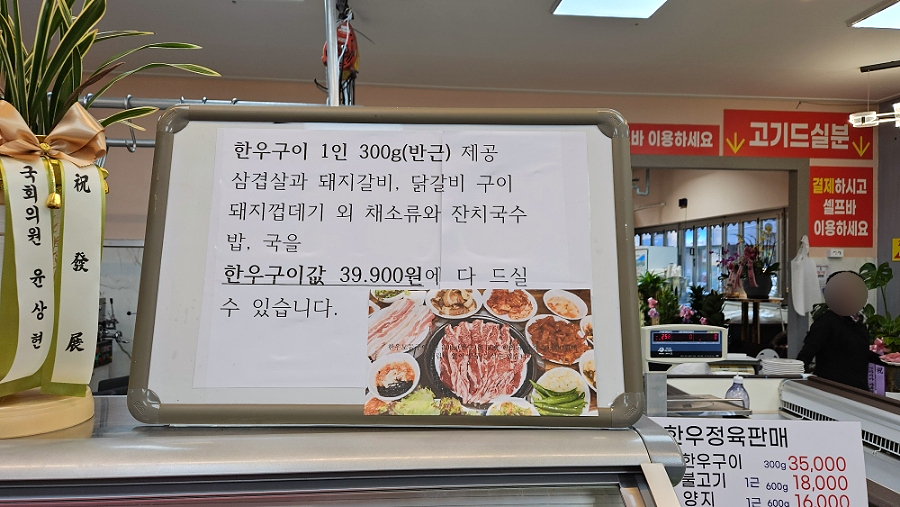 한우구이 1인 300g(반근) 제공
삼겹살과 돼지갈비, 닭갈비 구이
돼지껍데기 외 채소류와 잔치국수
밥, 국을
한우구이값 39.900원에 다 드실
수 있습니다.
국회의원 윤상현
祝 發展
바 이용하세요
고기드실분
결제하시고
셀프바
이용하세요
한우정육판매
한우구이 300g 35,000
불고기 1근 600g 18,000
양지 1근 600g 16,000
祝